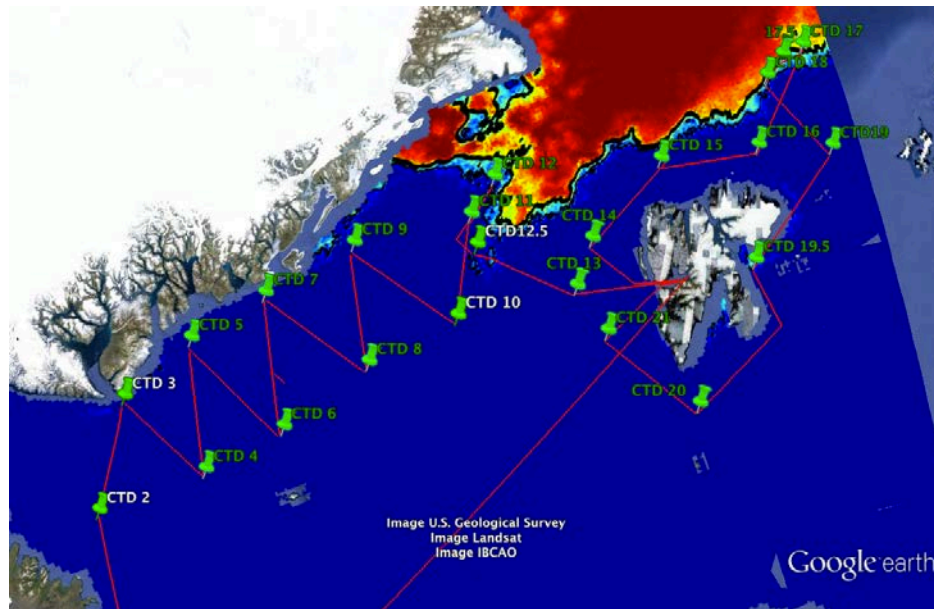 17.5
CTD 17
CTD 18
CTD 16
CTD19
CTD 15
CTD 12
CTD 11
CTD 14
CTD 9
CTD12.5
CTD 19.5
CTD 13
CTD 7
CTD 10
CTD 5
CTD 21
CTD 8
CTD 3
CTD 20
CTD 6
CTD 4
CTD 2
Image U.S. Geological Survey
Image Landsat
Image IBCAO
Google earth